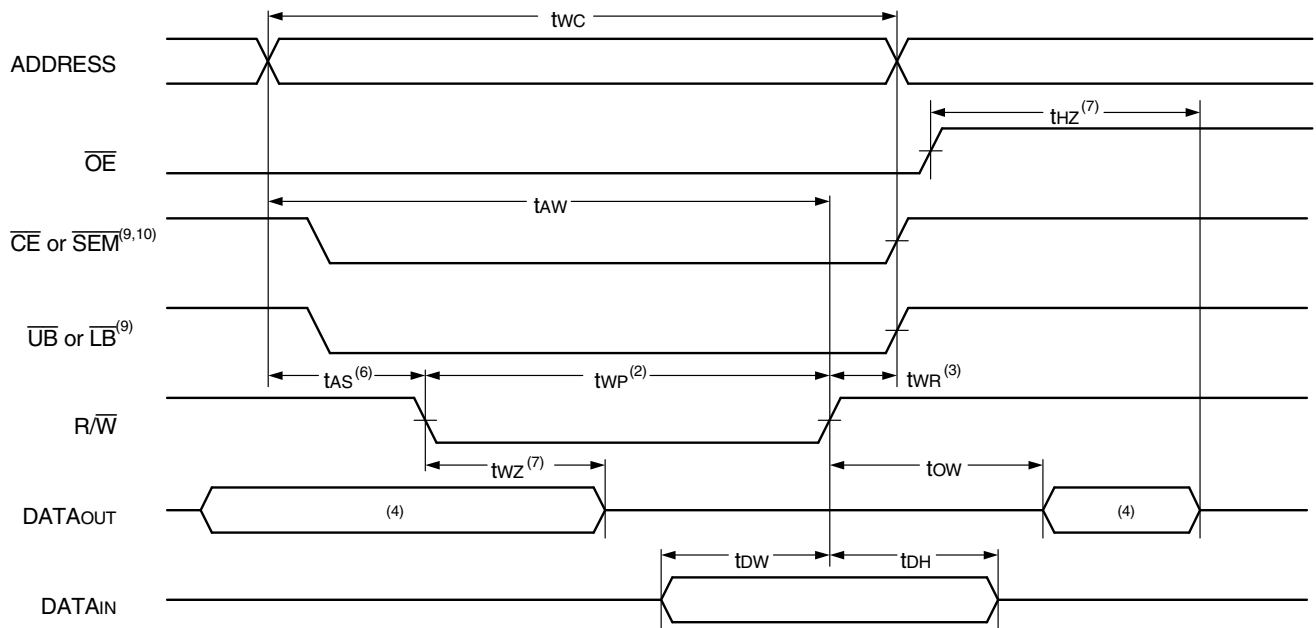 tWC
ADDRESS
tHZ(7)
OE
tAW
CE or SEM(9,10)
UB or LB(9)
tAS(6) tWP(2) tWR(3)
R/W
tWZ(7) tOW
DATAOUT (4) (4)
tDW tDH
DATAIN